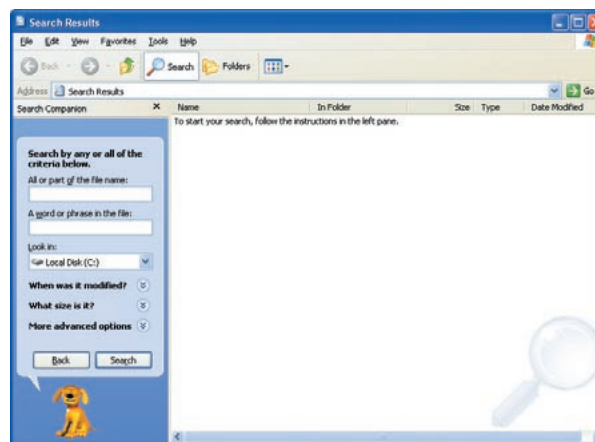 Search Results
File Edit View Favorites Tools Help
Back Search Folders
Address Search Results Go
Search Companion Name In Folder Size Type Date Modified
To start your search, follow the instructions in the left pane.
Search by any or all of the
criteria below.
All or part of the file name:
A word or phrase in the file:
Look in:
Local Disk (C:)
When was it modified?
What size is it?
More advanced options
Back Search